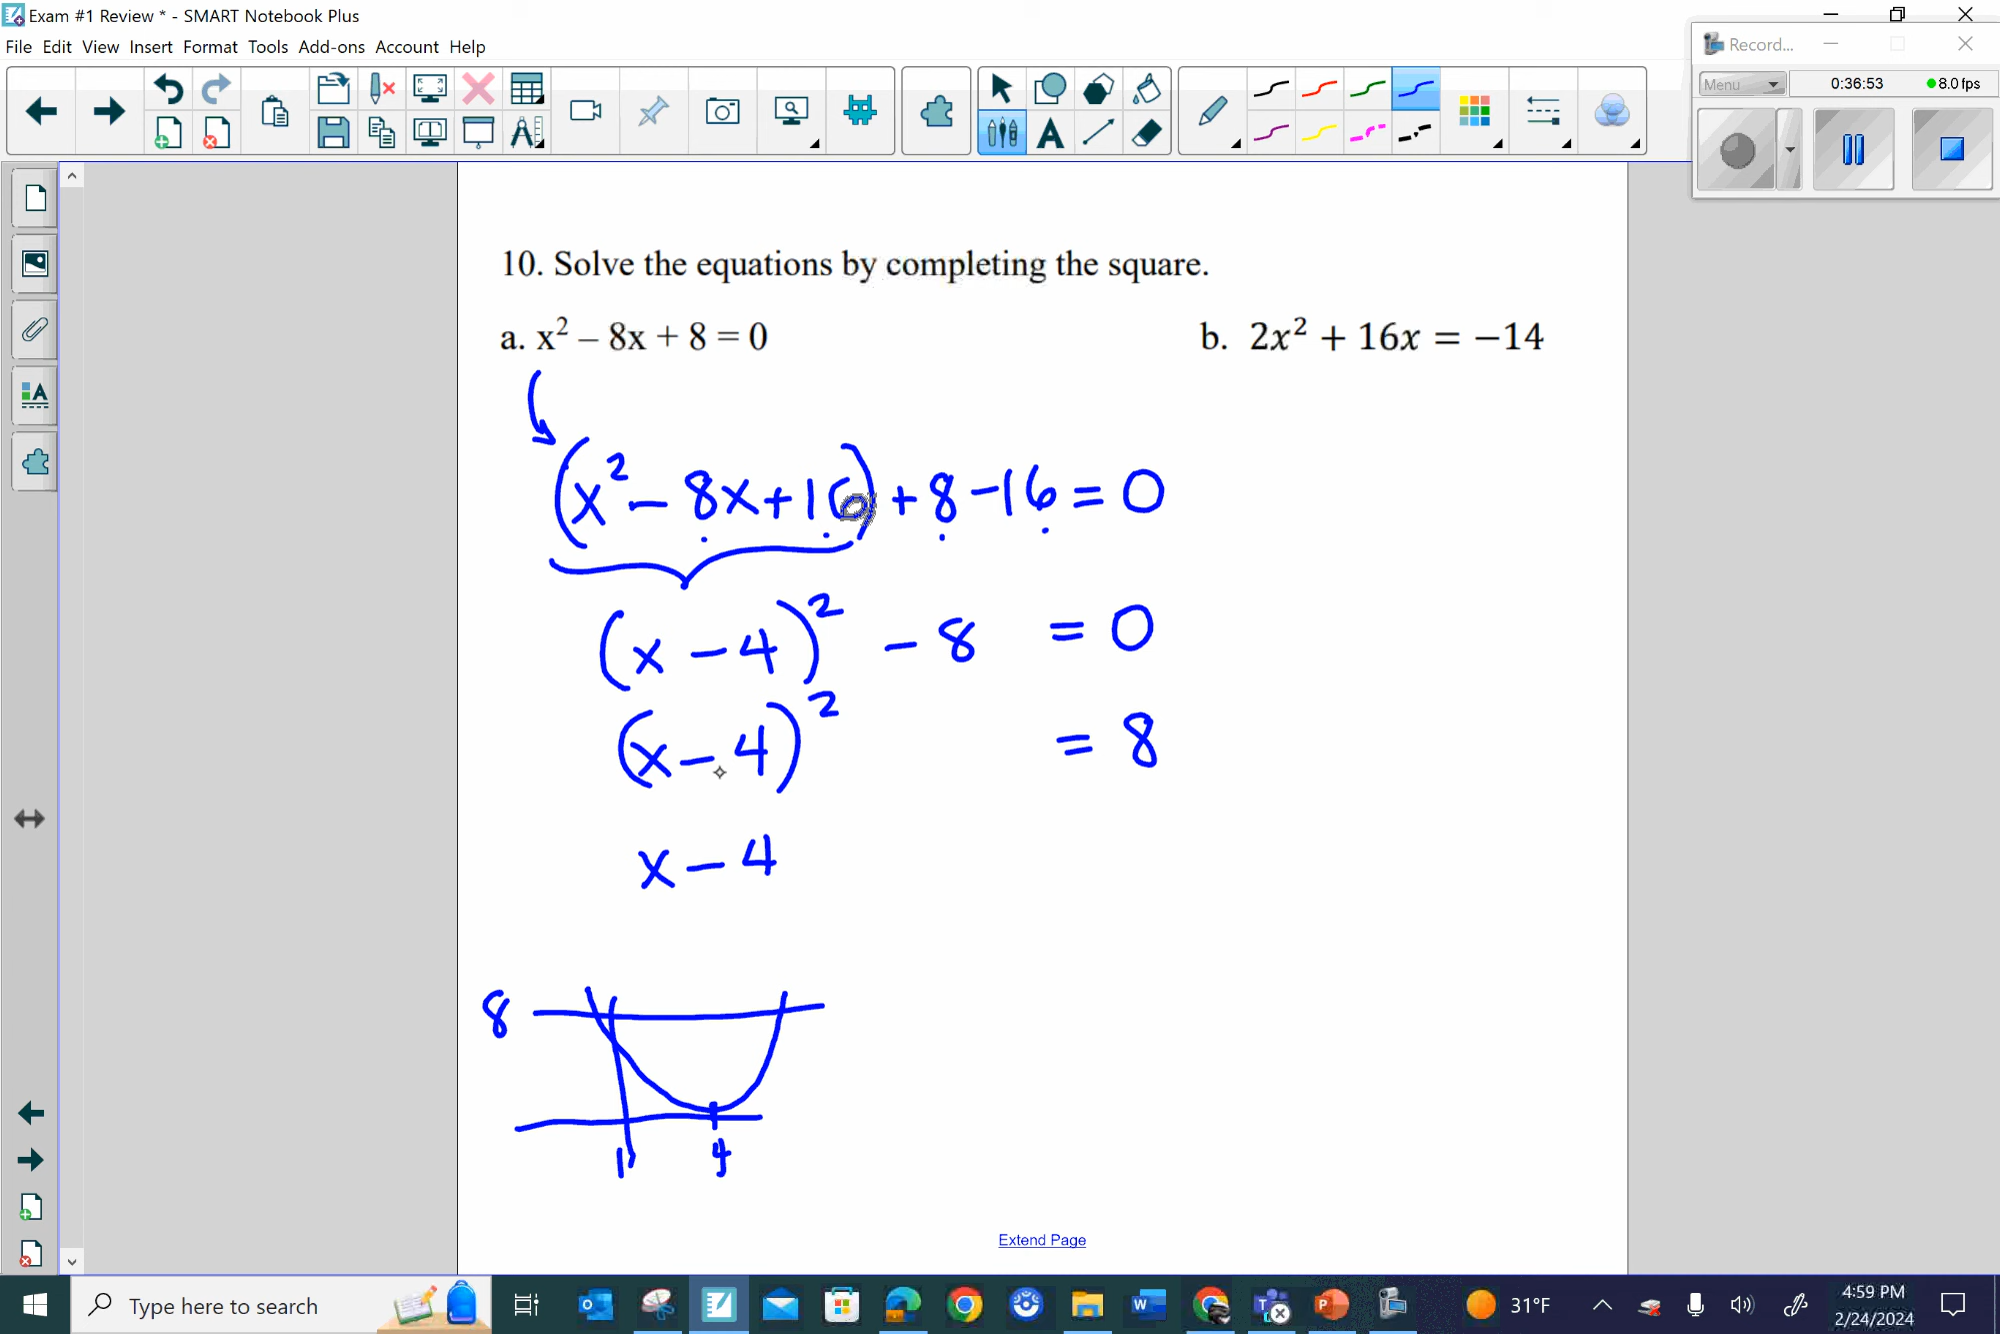 Exam #1 Review * - SMART Notebook Plus
File Edit View Insert Format Tools Add-ons Account Help
Record...
Menu
0:36:53
8.0 fps
10. Solve the equations by completing the square.
a. x² – 8x + 8 = 0
b. 2x² + 16x = −14
(x² − 8x + 16) + 8 − 16 = 0
(x − 4)² − 8 = 0
(x − 4)² = 8
x − 4
8
4
Extend Page
Type here to search
31°F
4:59 PM
2/24/2024